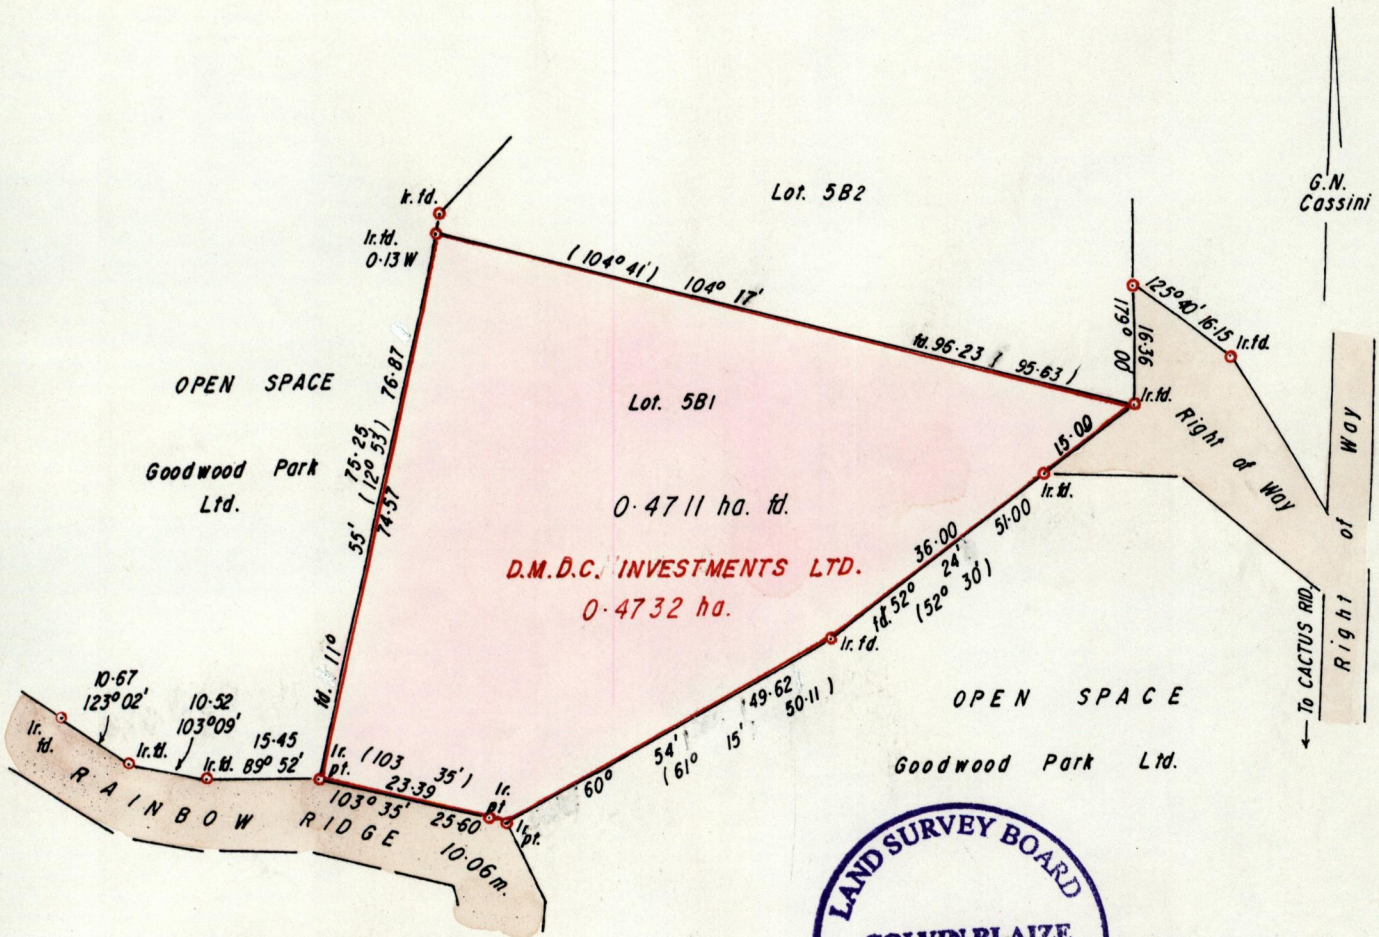 Lot. 5B2
G.N.
Cassini
Ir. fd.
Ir. fd.
0·13 W
(104° 41')
104° 17'
fd. 96·23 ( 95·63 )
125° 40' 16·15
Ir. fd.
179° 00
16·36
Ir. fd.
OPEN SPACE
Goodwood Park
Ltd.
76·87
75·25
(12° 53')
74·57
fd. 11° 55'
Lot. 5B1
0·4711 ha. fd.
D.M.D.C. INVESTMENTS LTD.
0·4732 ha.
15·00
Ir. fd.
Right of Way
Right of Way
To CACTUS RID.
36·00
51·00
fd. 52° 24'
(52° 30')
Ir. fd.
49·62
50·11 )
60° 54'
(61° 15'
OPEN SPACE
Goodwood Park Ltd.
10·67
123° 02'
10·52
103° 09'
15·45
89° 52'
Ir.
fd.
Ir. fd.
Ir. fd.
Ir.
pt.
(103 35')
23·39
103° 35'
25·60
Ir.
pt
Ir.
pt.
RAINBOW RIDGE
10·06 m.
LAND SURVEY BOARD
COLVIN BLAIZE